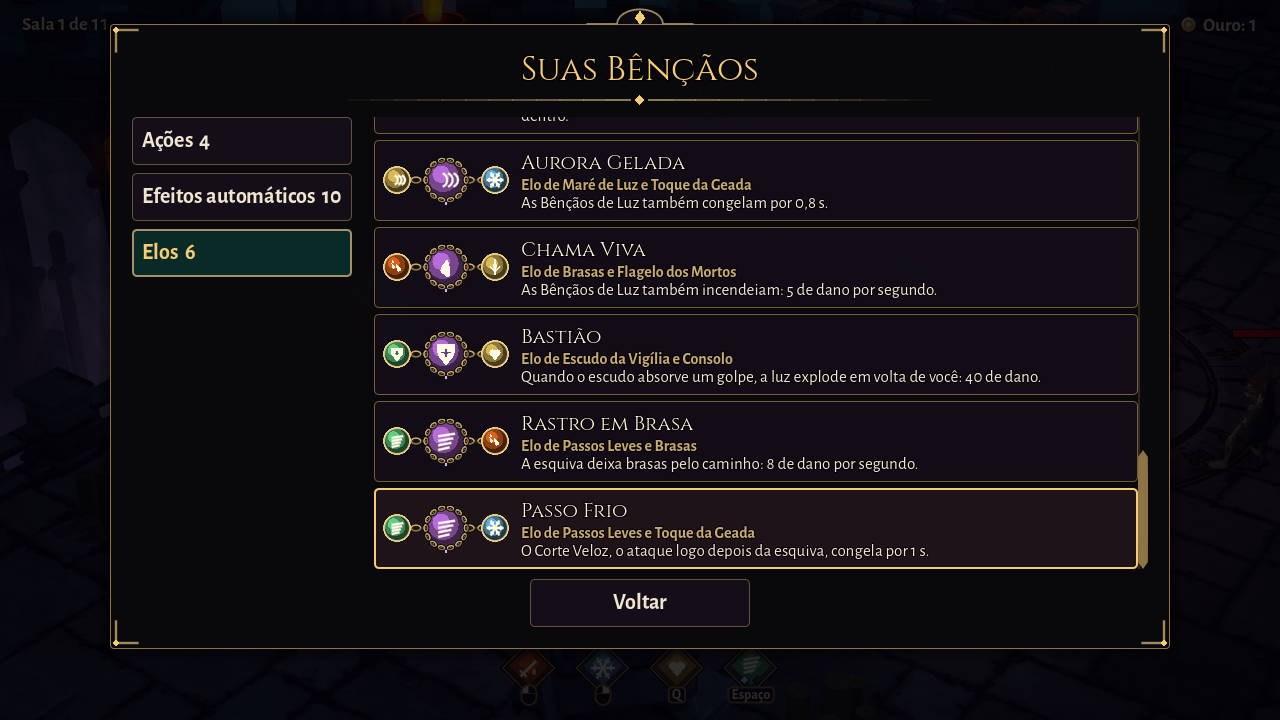 Sala 1 de 11
Ouro: 1
Suas Bênçãos
Ações 4
Efeitos automáticos 10
Elos 6
dentro.
Aurora Gelada
Elo de Maré de Luz e Toque da Geada
As Bênçãos de Luz também congelam por 0,8 s.
Chama Viva
Elo de Brasas e Flagelo dos Mortos
As Bênçãos de Luz também incendeiam: 5 de dano por segundo.
Bastião
Elo de Escudo da Vigília e Consolo
Quando o escudo absorve um golpe, a luz explode em volta de você: 40 de dano.
Rastro em Brasa
Elo de Passos Leves e Brasas
A esquiva deixa brasas pelo caminho: 8 de dano por segundo.
Passo Frio
Elo de Passos Leves e Toque da Geada
O Corte Veloz, o ataque logo depois da esquiva, congela por 1 s.
Voltar
Q
Espaço